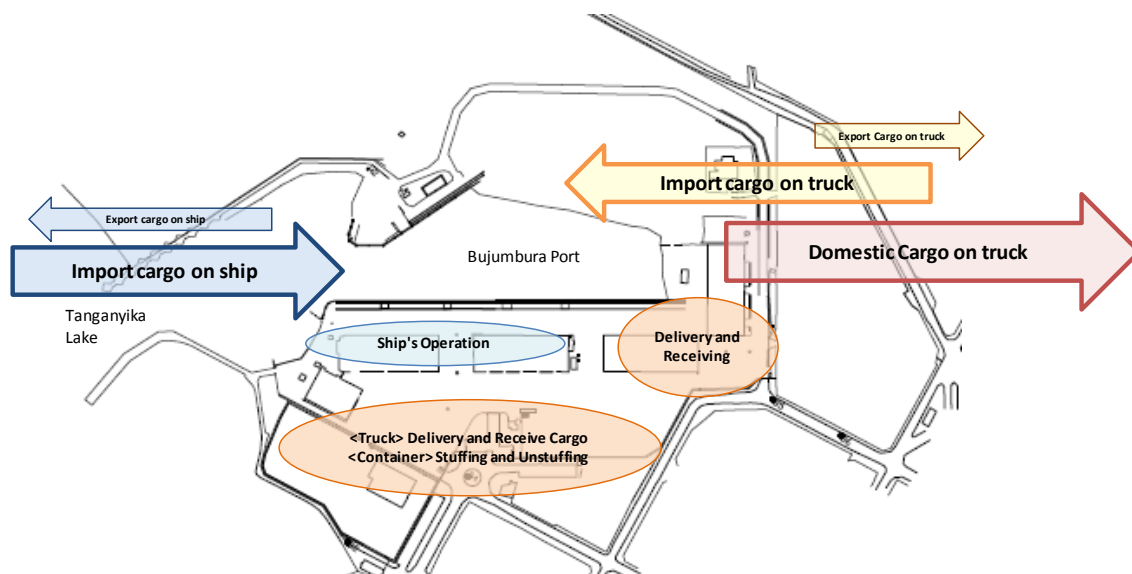 Export Cargo on truck
Import cargo on truck
Export cargo on ship
Import cargo on ship
Bujumbura Port
Domestic Cargo on truck
Tanganyika
Lake
Ship's Operation
Delivery and
Receiving
<Truck> Delivery and Receive Cargo
<Container> Stuffing and Unstuffing